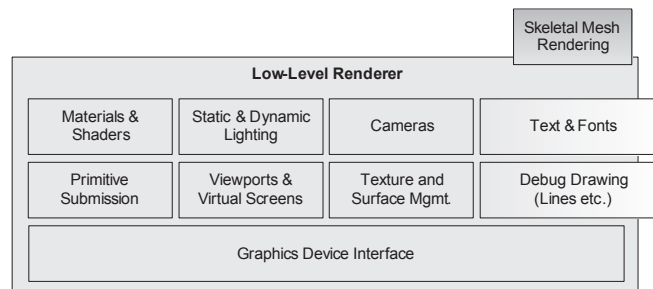 Skeletal Mesh
Rendering
Low-Level Renderer
Materials &
Shaders
Static & Dynamic
Lighting
Cameras
Text & Fonts
Primitive
Submission
Viewports &
Virtual Screens
Texture and
Surface Mgmt.
Debug Drawing
(Lines etc.)
Graphics Device Interface